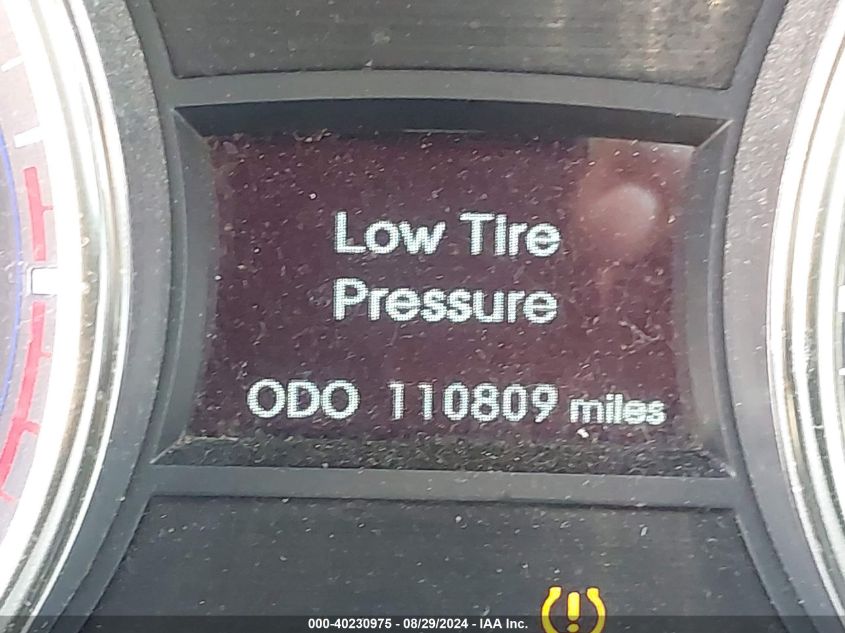 Low Tire
Pressure
ODO 110809 miles
000-40230975 - 08/29/2024 - IAA Inc.